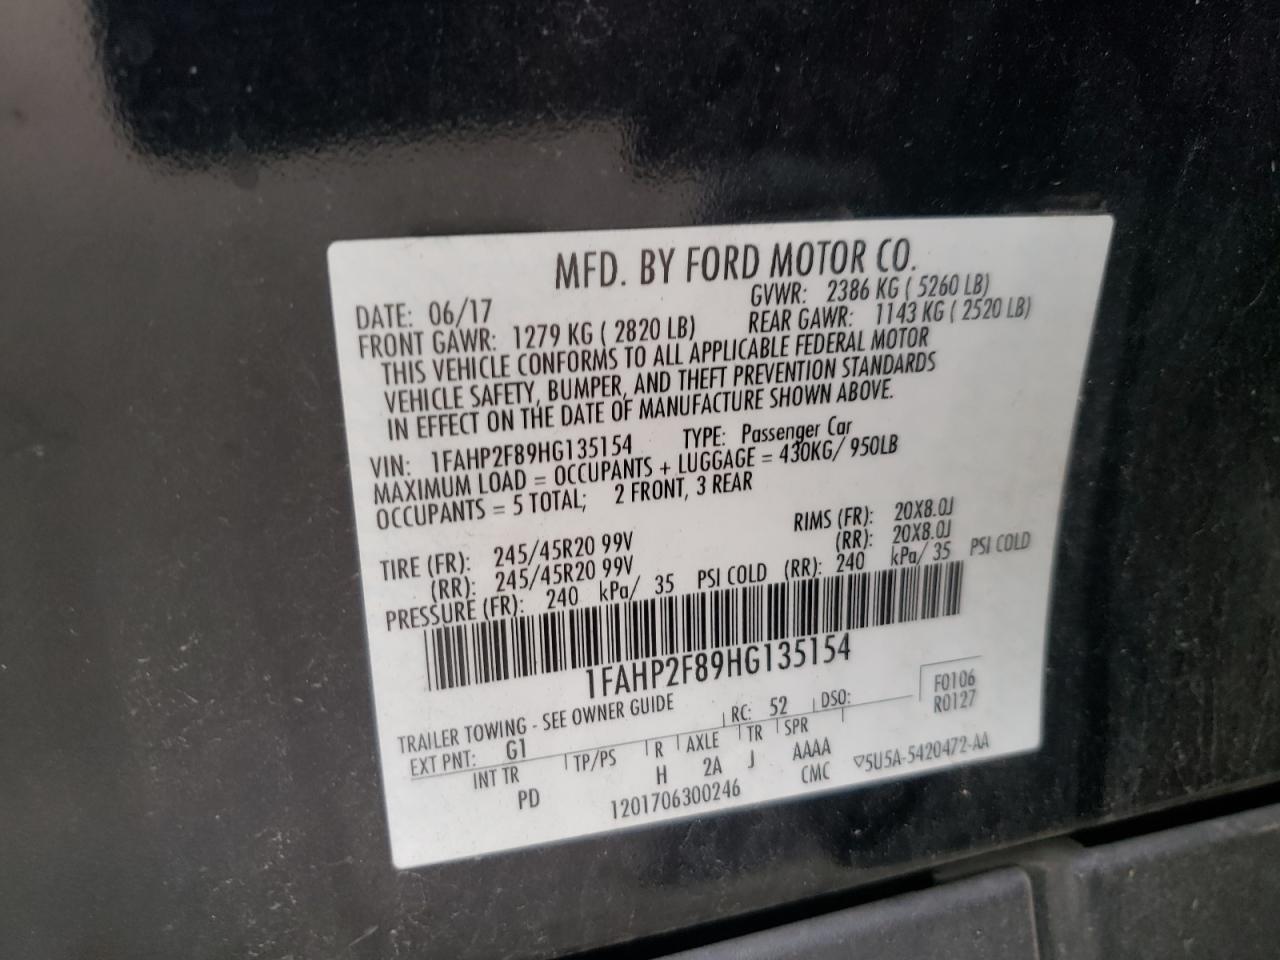 MFD. BY FORD MOTOR CO.
DATE: 06/17 GVWR: 2386 KG ( 5260 LB)
FRONT GAWR: 1279 KG ( 2820 LB) REAR GAWR: 1143 KG ( 2520 LB)
THIS VEHICLE CONFORMS TO ALL APPLICABLE FEDERAL MOTOR
VEHICLE SAFETY, BUMPER, AND THEFT PREVENTION STANDARDS
IN EFFECT ON THE DATE OF MANUFACTURE SHOWN ABOVE.
VIN: 1FAHP2F89HG135154 TYPE: Passenger Car
MAXIMUM LOAD = OCCUPANTS + LUGGAGE = 430KG/ 950LB
OCCUPANTS = 5 TOTAL; 2 FRONT, 3 REAR
TIRE (FR): 245/45R20 99V RIMS (FR): 20X8.0J
(RR): 245/45R20 99V (RR): 20X8.0J
PRESSURE (FR): 240 kPa/ 35 PSI COLD (RR): 240 kPa/ 35 PSI COLD
1FAHP2F89HG135154
TRAILER TOWING - SEE OWNER GUIDE F0106
EXT PNT: G1 RC: 52 DSO: R0127
INT TR TP/PS R AXLE TR SPR
PD H 2A J AAAA ▽5U5A-5420472-AA
1201706300246 CMC